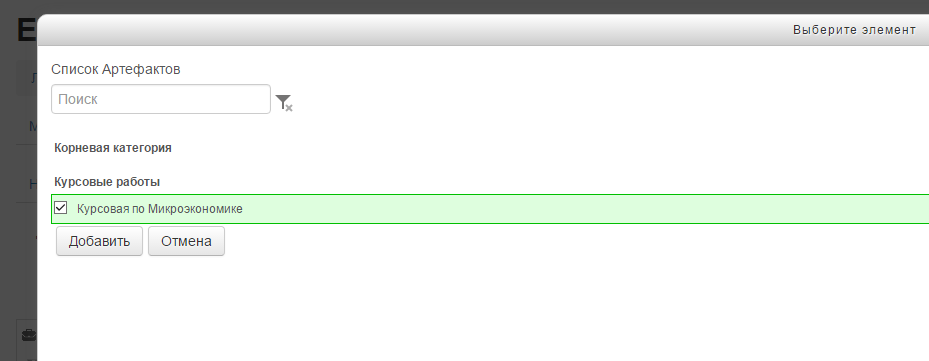 Е
Выберите элемент
Список Артефактов
Поиск
Корневая категория
Курсовые работы
Курсовая по Микроэкономике
Добавить Отмена